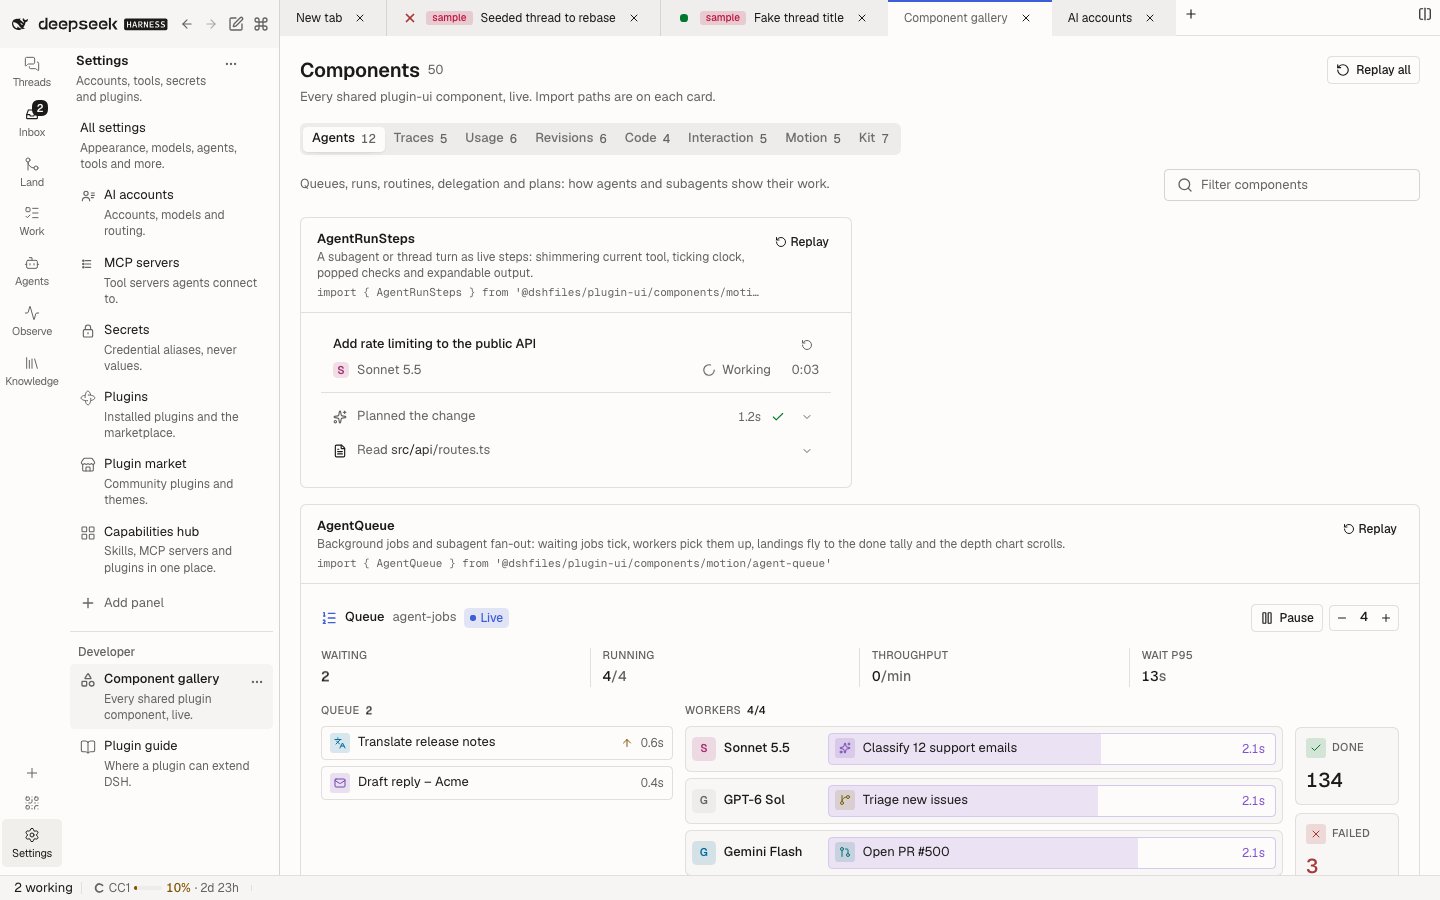 deepseek HARNESS
New tab
sample Seeded thread to rebase
sample Fake thread title
Component gallery
AI accounts
Threads
2
Inbox
Land
Work
Agents
Observe
Knowledge
Settings
Settings
Accounts, tools, secrets
and plugins.
All settings
Appearance, models, agents,
tools and more.
AI accounts
Accounts, models and
routing.
MCP servers
Tool servers agents connect
to.
Secrets
Credential aliases, never
values.
Plugins
Installed plugins and the
marketplace.
Plugin market
Community plugins and
themes.
Capabilities hub
Skills, MCP servers and
plugins in one place.
Add panel
Developer
Component gallery
Every shared plugin
component, live.
Plugin guide
Where a plugin can extend
DSH.
Components 50
Replay all
Every shared plugin-ui component, live. Import paths are on each card.
Agents 12 Traces 5 Usage 6 Revisions 6 Code 4 Interaction 5 Motion 5 Kit 7
Queues, runs, routines, delegation and plans: how agents and subagents show their work.
Filter components
AgentRunSteps
Replay
A subagent or thread turn as live steps: shimmering current tool, ticking clock,
popped checks and expandable output.
import { AgentRunSteps } from '@dshfiles/plugin-ui/components/moti…
Add rate limiting to the public API
S Sonnet 5.5 Working 0:03
Planned the change 1.2s
Read src/api/routes.ts
AgentQueue
Replay
Background jobs and subagent fan-out: waiting jobs tick, workers pick them up, landings fly to the done tally and the depth chart scrolls.
import { AgentQueue } from '@dshfiles/plugin-ui/components/motion/agent-queue'
Queue agent-jobs Live
Pause
− 4 +
WAITING RUNNING THROUGHPUT WAIT P95
2 4/4 0/min 13s
QUEUE 2
Translate release notes 0.6s
Draft reply – Acme 0.4s
WORKERS 4/4
S Sonnet 5.5 Classify 12 support emails 2.1s
G GPT-6 Sol Triage new issues 2.1s
G Gemini Flash Open PR #500 2.1s
DONE
134
FAILED
3
2 working
CC1 10% · 2d 23h